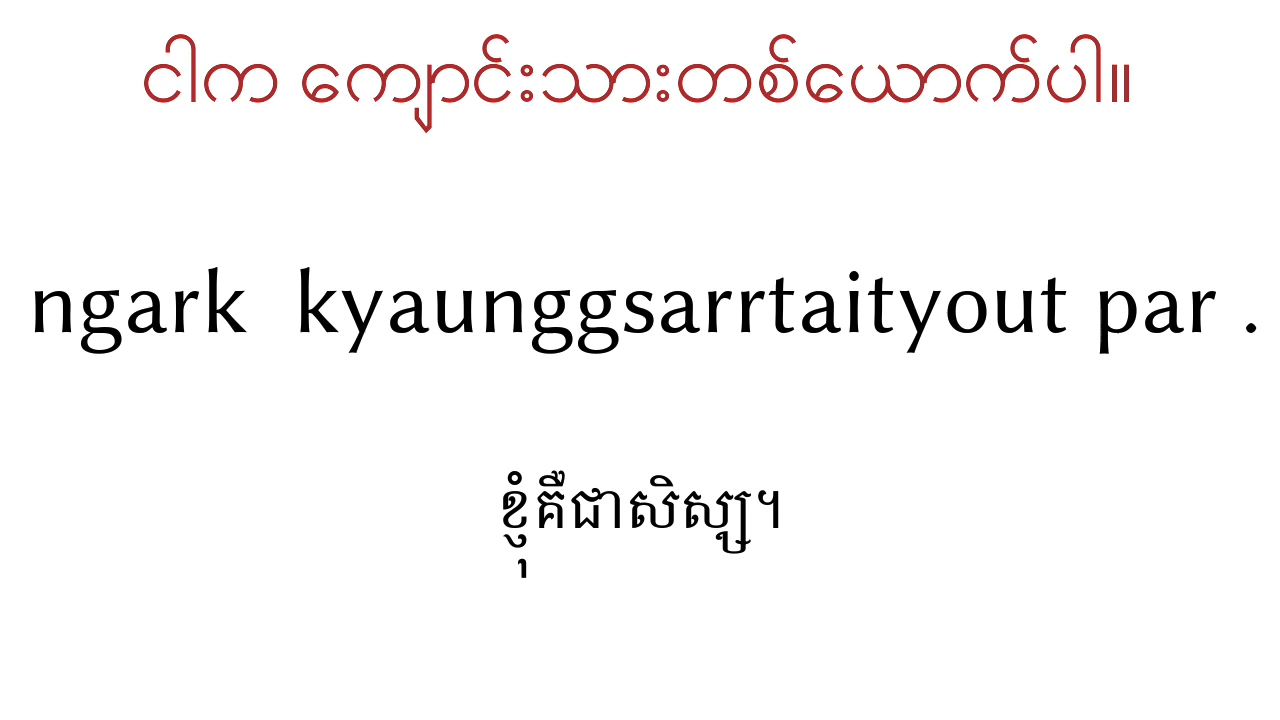 ငါက ကျောင်းသားတစ်ယောက်ပါ။
ngark kyaunggsarrtaityout par .
ខ្ញុំគឺជាសិស្ស។